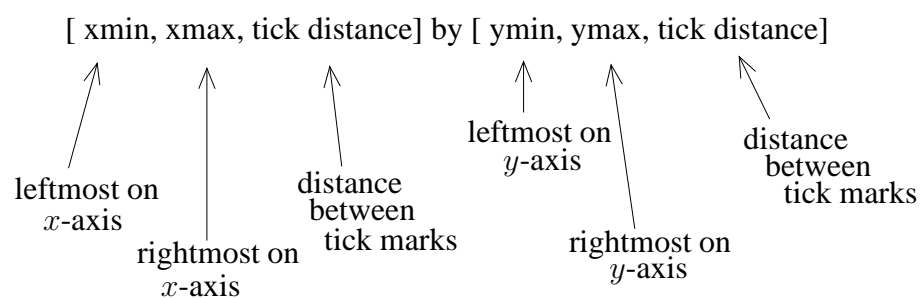 [ xmin, xmax, tick distance] by [ ymin, ymax, tick distance]
leftmost on
x-axis
rightmost on
x-axis
distance
between
tick marks
leftmost on
y-axis
rightmost on
y-axis
distance
between
tick marks